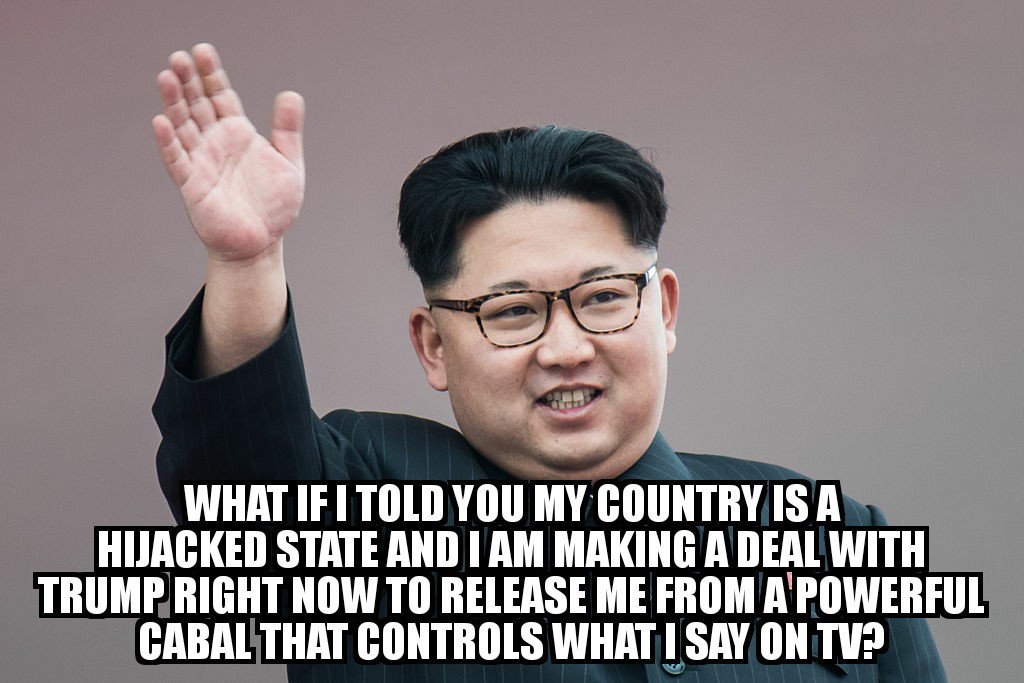 WHAT IF I TOLD YOU MY COUNTRY IS A
HIJACKED STATE AND I AM MAKING A DEAL WITH
TRUMP RIGHT NOW TO RELEASE ME FROM A POWERFUL
CABAL THAT CONTROLS WHAT I SAY ON TV?